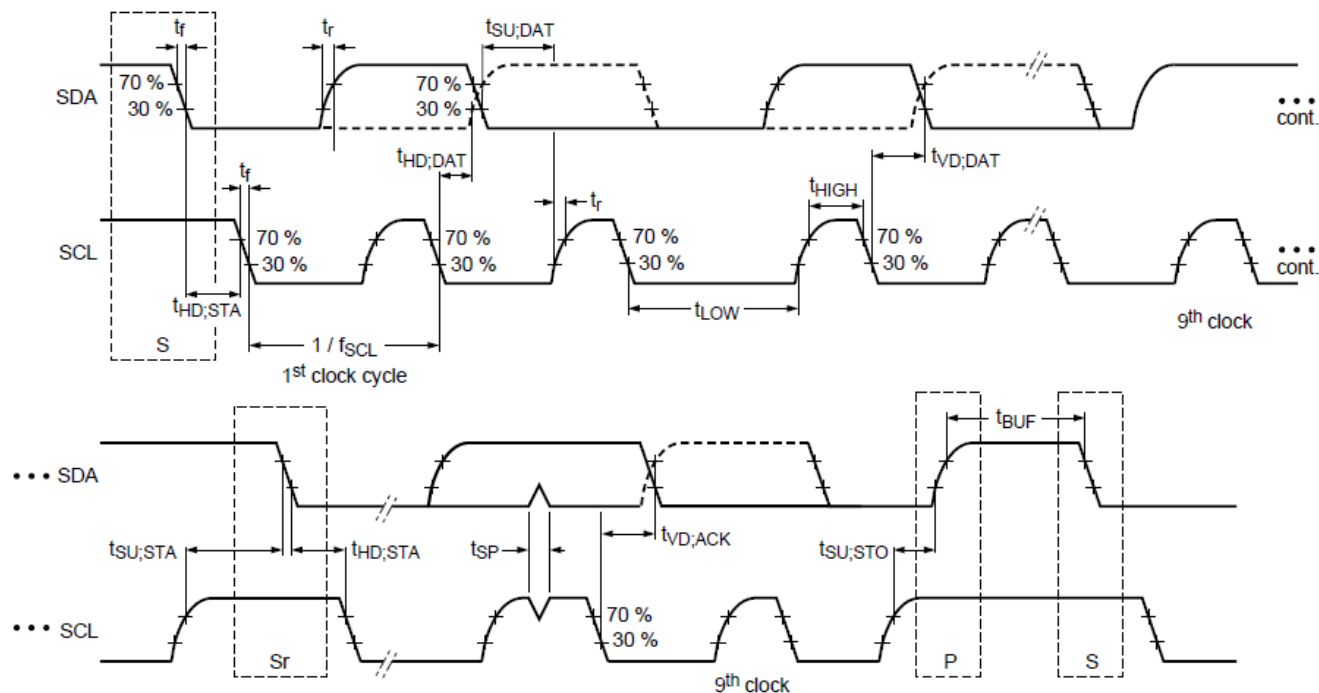 tf
tr
tSU;DAT
70 %
30 %
70 %
30 %
SDA
cont.
tHD;DAT
tVD;DAT
tf
tr
tHIGH
70 %
30 %
70 %
30 %
70 %
30 %
70 %
30 %
SCL
cont.
tHD;STA
tLOW
9th clock
S
1 / fSCL
1st clock cycle
tBUF
SDA
tSU;STA
tHD;STA
tSP
tVD;ACK
tSU;STO
70 %
30 %
SCL
Sr
P
S
9th clock